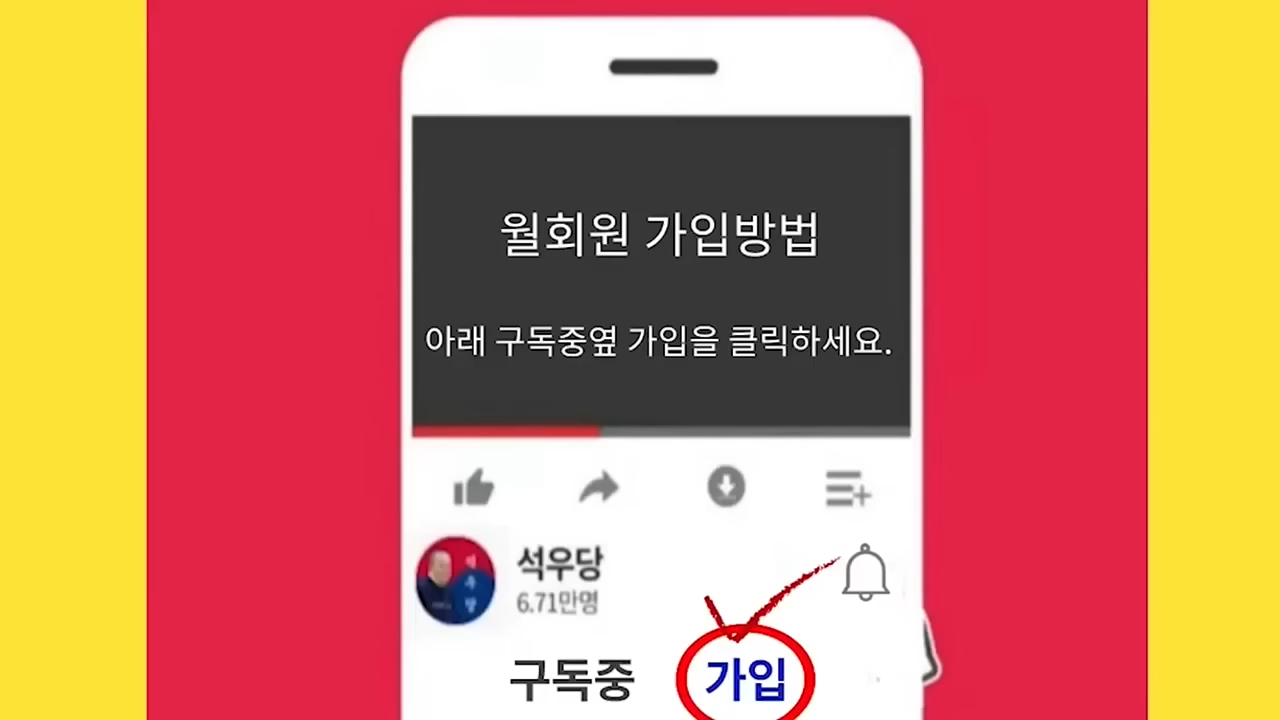 월회원 가입방법
아래 구독중옆 가입을 클릭하세요.
석우당
6.71만명
구독중 가입